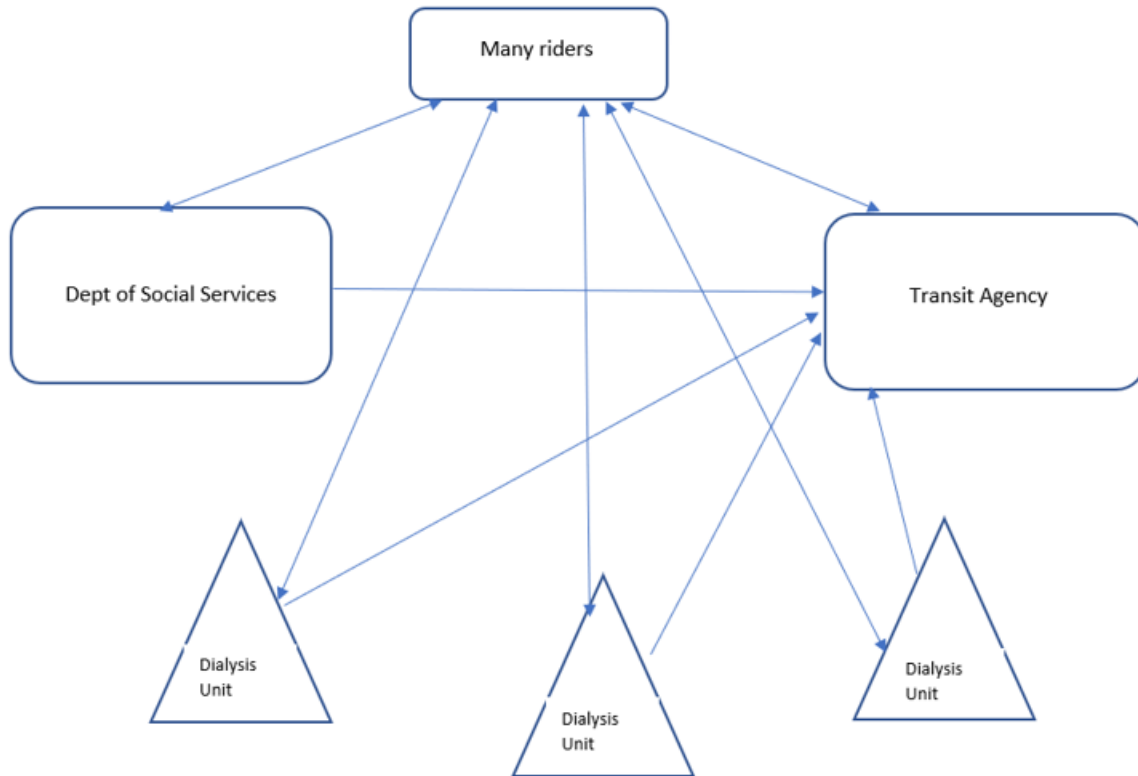 Many riders
Dept of Social Services
Transit Agency
Dialysis
Unit
Dialysis
Unit
Dialysis
Unit